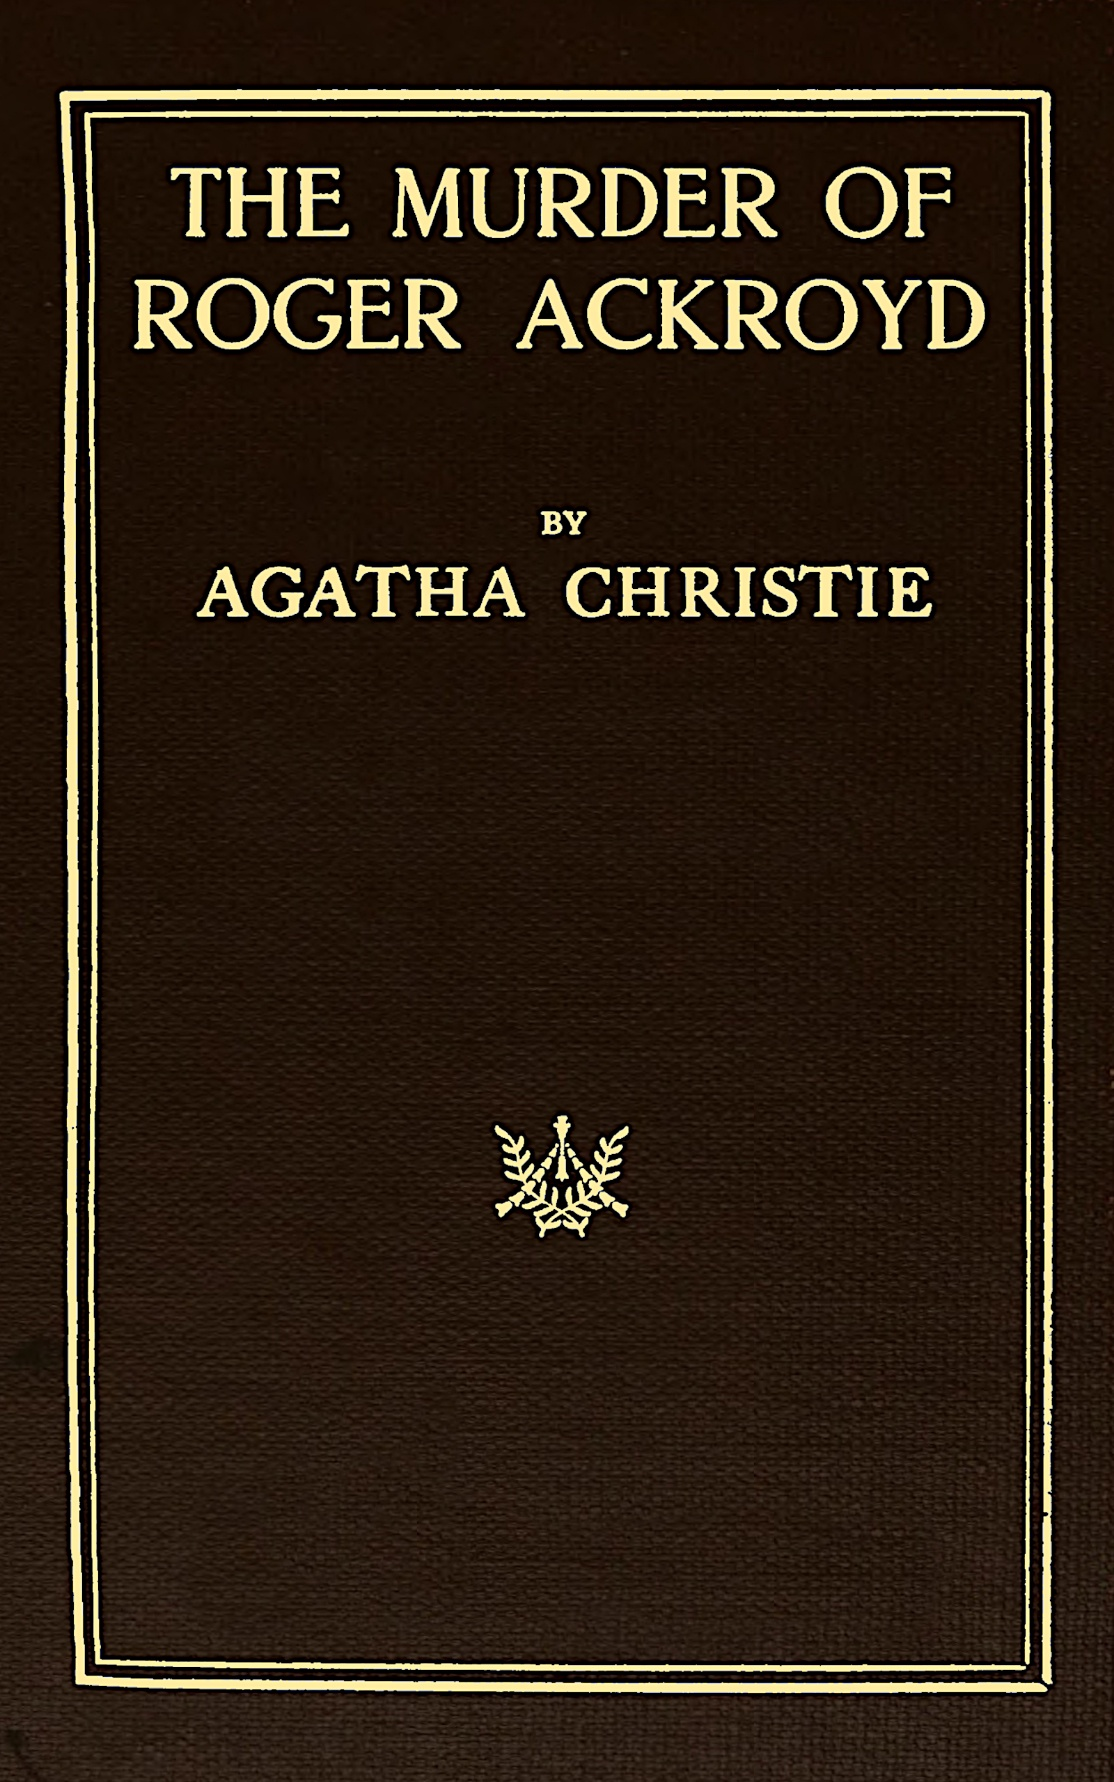 THE MURDER OF
ROGER ACKROYD
BY
AGATHA CHRISTIE